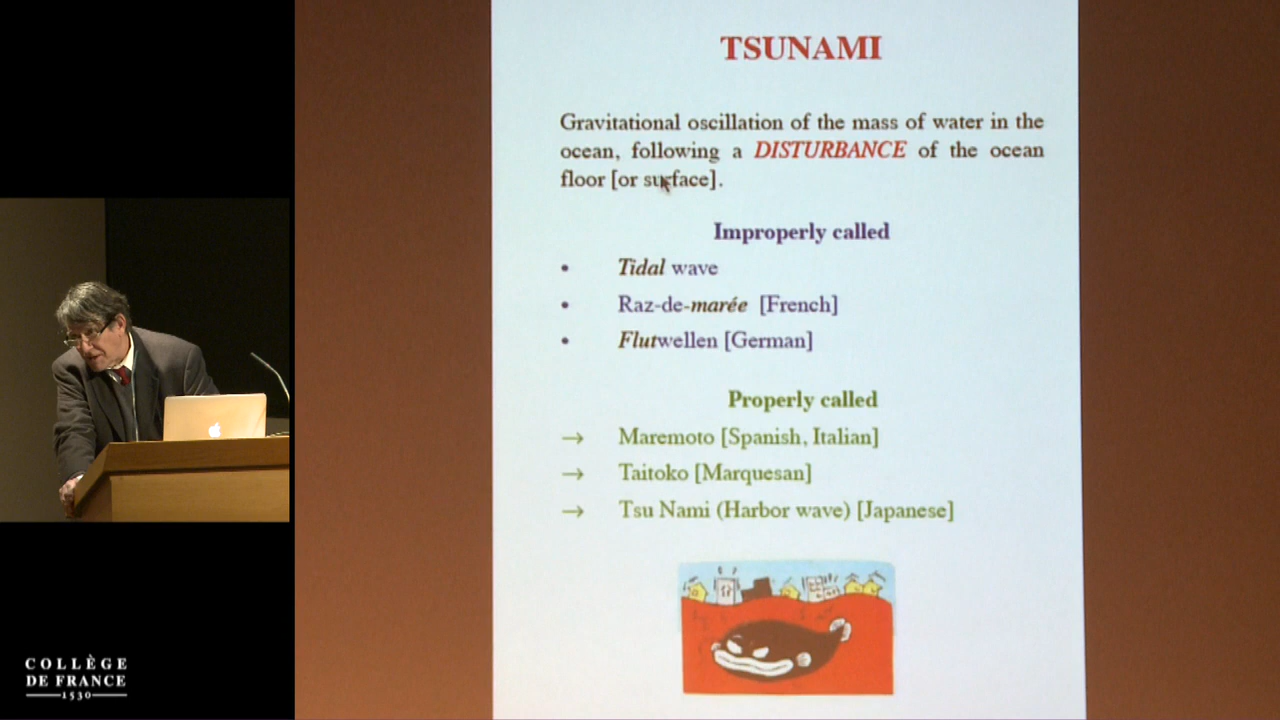 TSUNAMI
Gravitational oscillation of the mass of water in the
ocean, following a DISTURBANCE of the ocean
floor [or surface].
Improperly called
• Tidal wave
• Raz-de-marée [French]
• Flutwellen [German]
Properly called
→ Maremoto [Spanish, Italian]
→ Taitoko [Marquesan]
→ Tsu Nami (Harbor wave) [Japanese]
COLLÈGE
DE FRANCE
1530